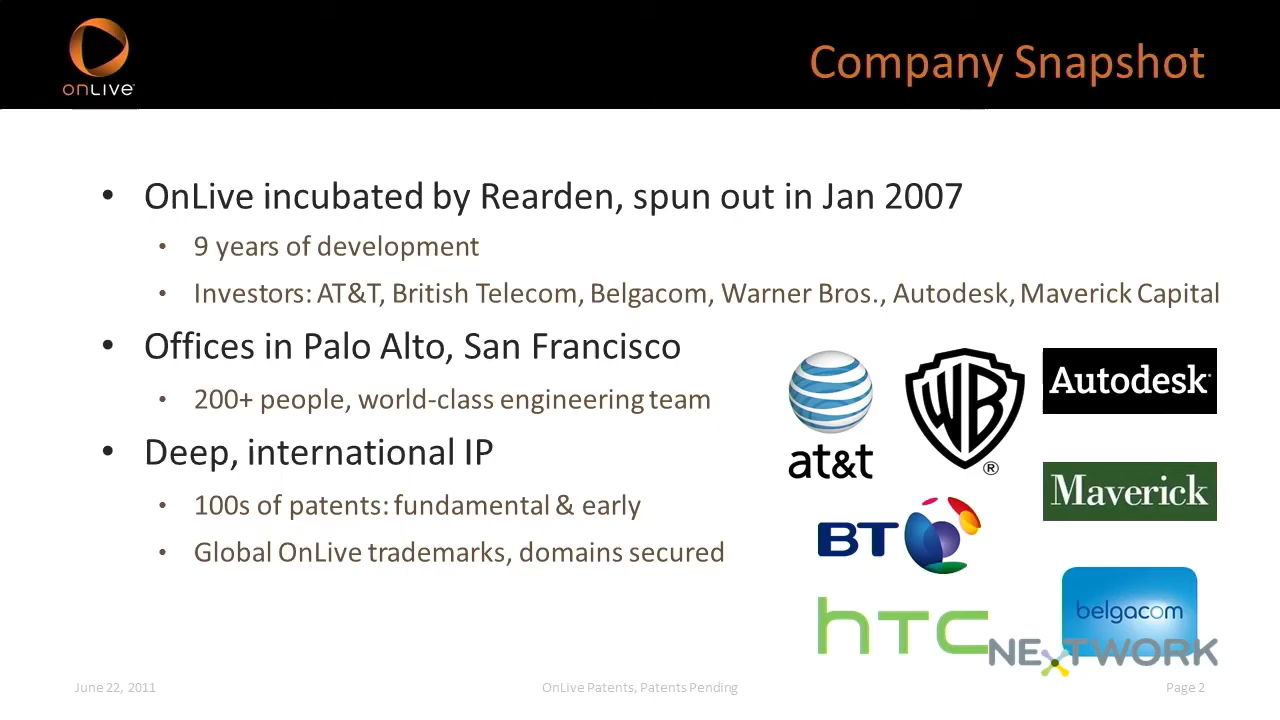 onLIVE
Company Snapshot
• OnLive incubated by Rearden, spun out in Jan 2007
• 9 years of development
• Investors: AT&T, British Telecom, Belgacom, Warner Bros., Autodesk, Maverick Capital
• Offices in Palo Alto, San Francisco
• 200+ people, world-class engineering team
• Deep, international IP
• 100s of patents: fundamental & early
• Global OnLive trademarks, domains secured
at&t
WB
®
Autodesk
Maverick
BT
hTC
belgacom
NEXTWORK
June 22, 2011
OnLive Patents, Patents Pending
Page 2